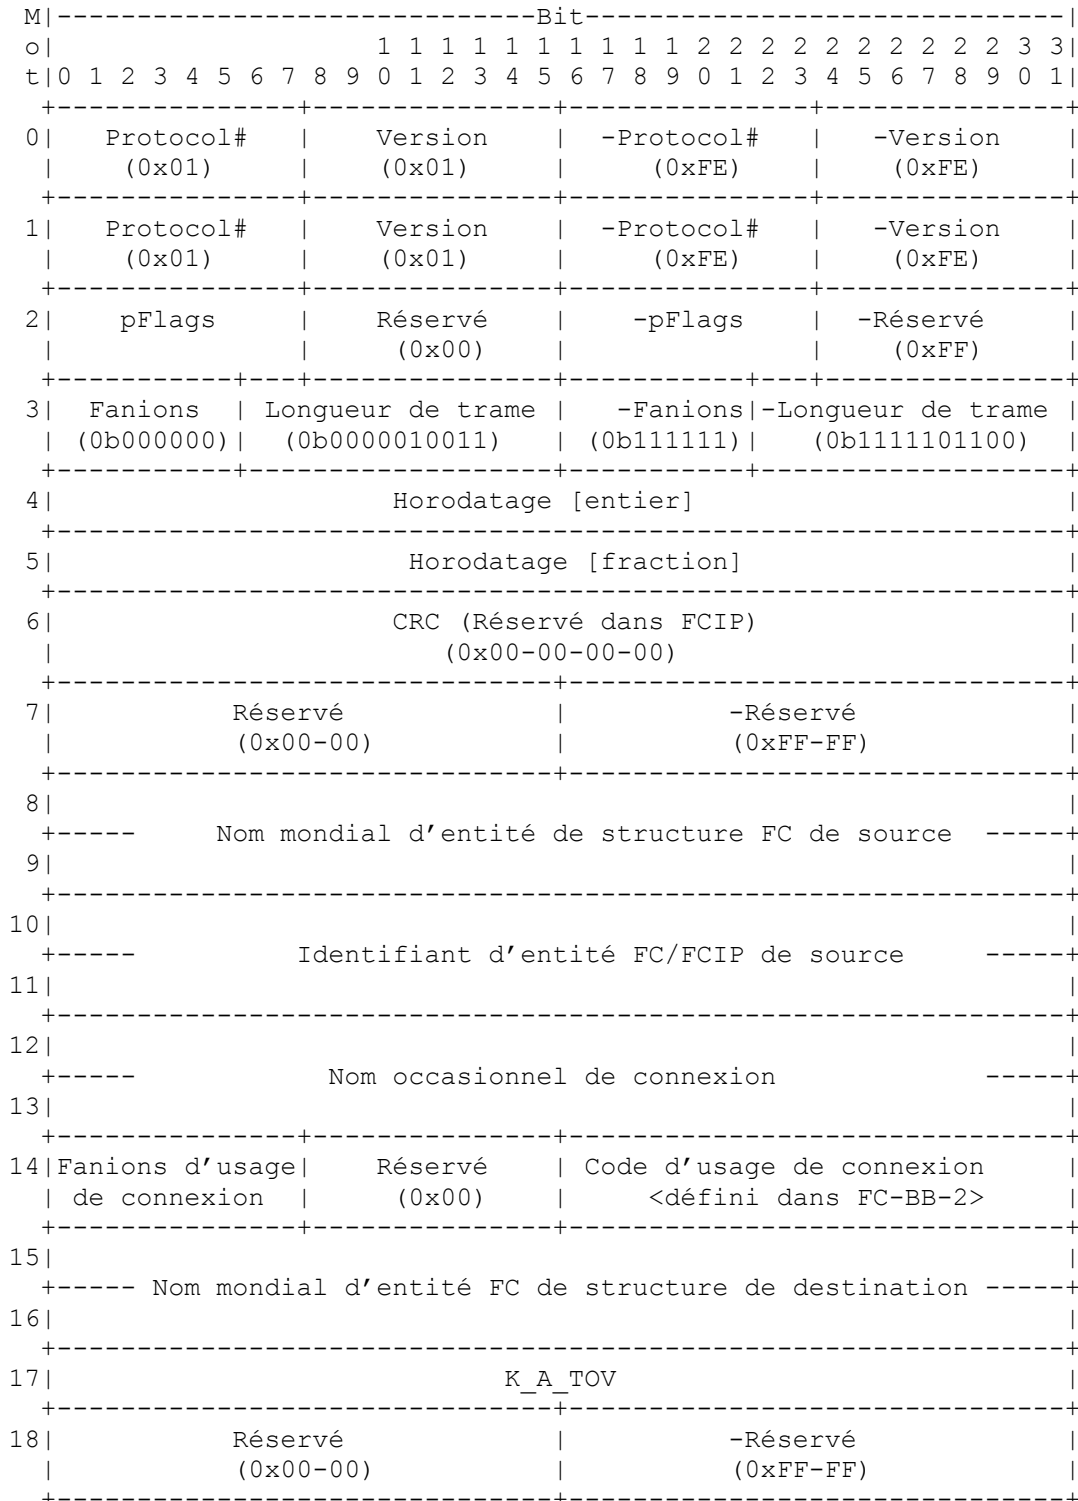 M|------------------------------Bit------------------------------|
o|                    1 1 1 1 1 1 1 1 1 1 2 2 2 2 2 2 2 2 2 2 3 3|
t|0 1 2 3 4 5 6 7 8 9 0 1 2 3 4 5 6 7 8 9 0 1 2 3 4 5 6 7 8 9 0 1|
+---------------+---------------+---------------+---------------+
0|   Protocol#   |    Version    |  -Protocol#   |   -Version    |
|    (0x01)     |    (0x01)     |     (0xFE)    |    (0xFE)     |
+---------------+---------------+---------------+---------------+
1|   Protocol#   |    Version    |  -Protocol#   |   -Version    |
|    (0x01)     |    (0x01)     |     (0xFE)    |    (0xFE)     |
+---------------+---------------+---------------+---------------+
2|    pFlags     |    Réservé    |    -pFlags    |  -Réservé     |
|               |     (0x00)    |               |    (0xFF)     |
+-----------+---+---------------+-----------+---+---------------+
3|  Fanions  | Longueur de trame |   -Fanions|-Longueur de trame |
| (0b000000)|  (0b0000010011)   | (0b111111)|   (0b1111101100)  |
+-----------+-------------------+-----------+-------------------+
4|                     Horodatage [entier]                       |
+---------------------------------------------------------------+
5|                      Horodatage [fraction]                    |
+---------------------------------------------------------------+
6|                     CRC (Réservé dans FCIP)                   |
|                        (0x00-00-00-00)                        |
+-------------------------------+-------------------------------+
7|           Réservé             |          -Réservé             |
|           (0x00-00)           |          (0xFF-FF)            |
+-------------------------------+-------------------------------+
8|                                                               |
+-----     Nom mondial d’entité de structure FC de source  -----+
9|                                                               |
+---------------------------------------------------------------+
10|                                                               |
+-----          Identifiant d’entité FC/FCIP de source     -----+
11|                                                               |
+---------------------------------------------------------------+
12|                                                               |
+-----            Nom occasionnel de connexion             -----+
13|                                                               |
+---------------+---------------+-------------------------------+
14|Fanions d’usage|    Réservé    | Code d’usage de connexion     |
| de connexion  |     (0x00)    |     <défini dans FC-BB-2>     |
+---------------+---------------+-------------------------------+
15|                                                               |
+----- Nom mondial d’entité FC de structure de destination -----+
16|                                                               |
+---------------------------------------------------------------+
17|                            K_A_TOV                            |
+-------------------------------+-------------------------------+
18|           Réservé             |          -Réservé             |
|           (0x00-00)           |          (0xFF-FF)            |
+-------------------------------+-------------------------------+